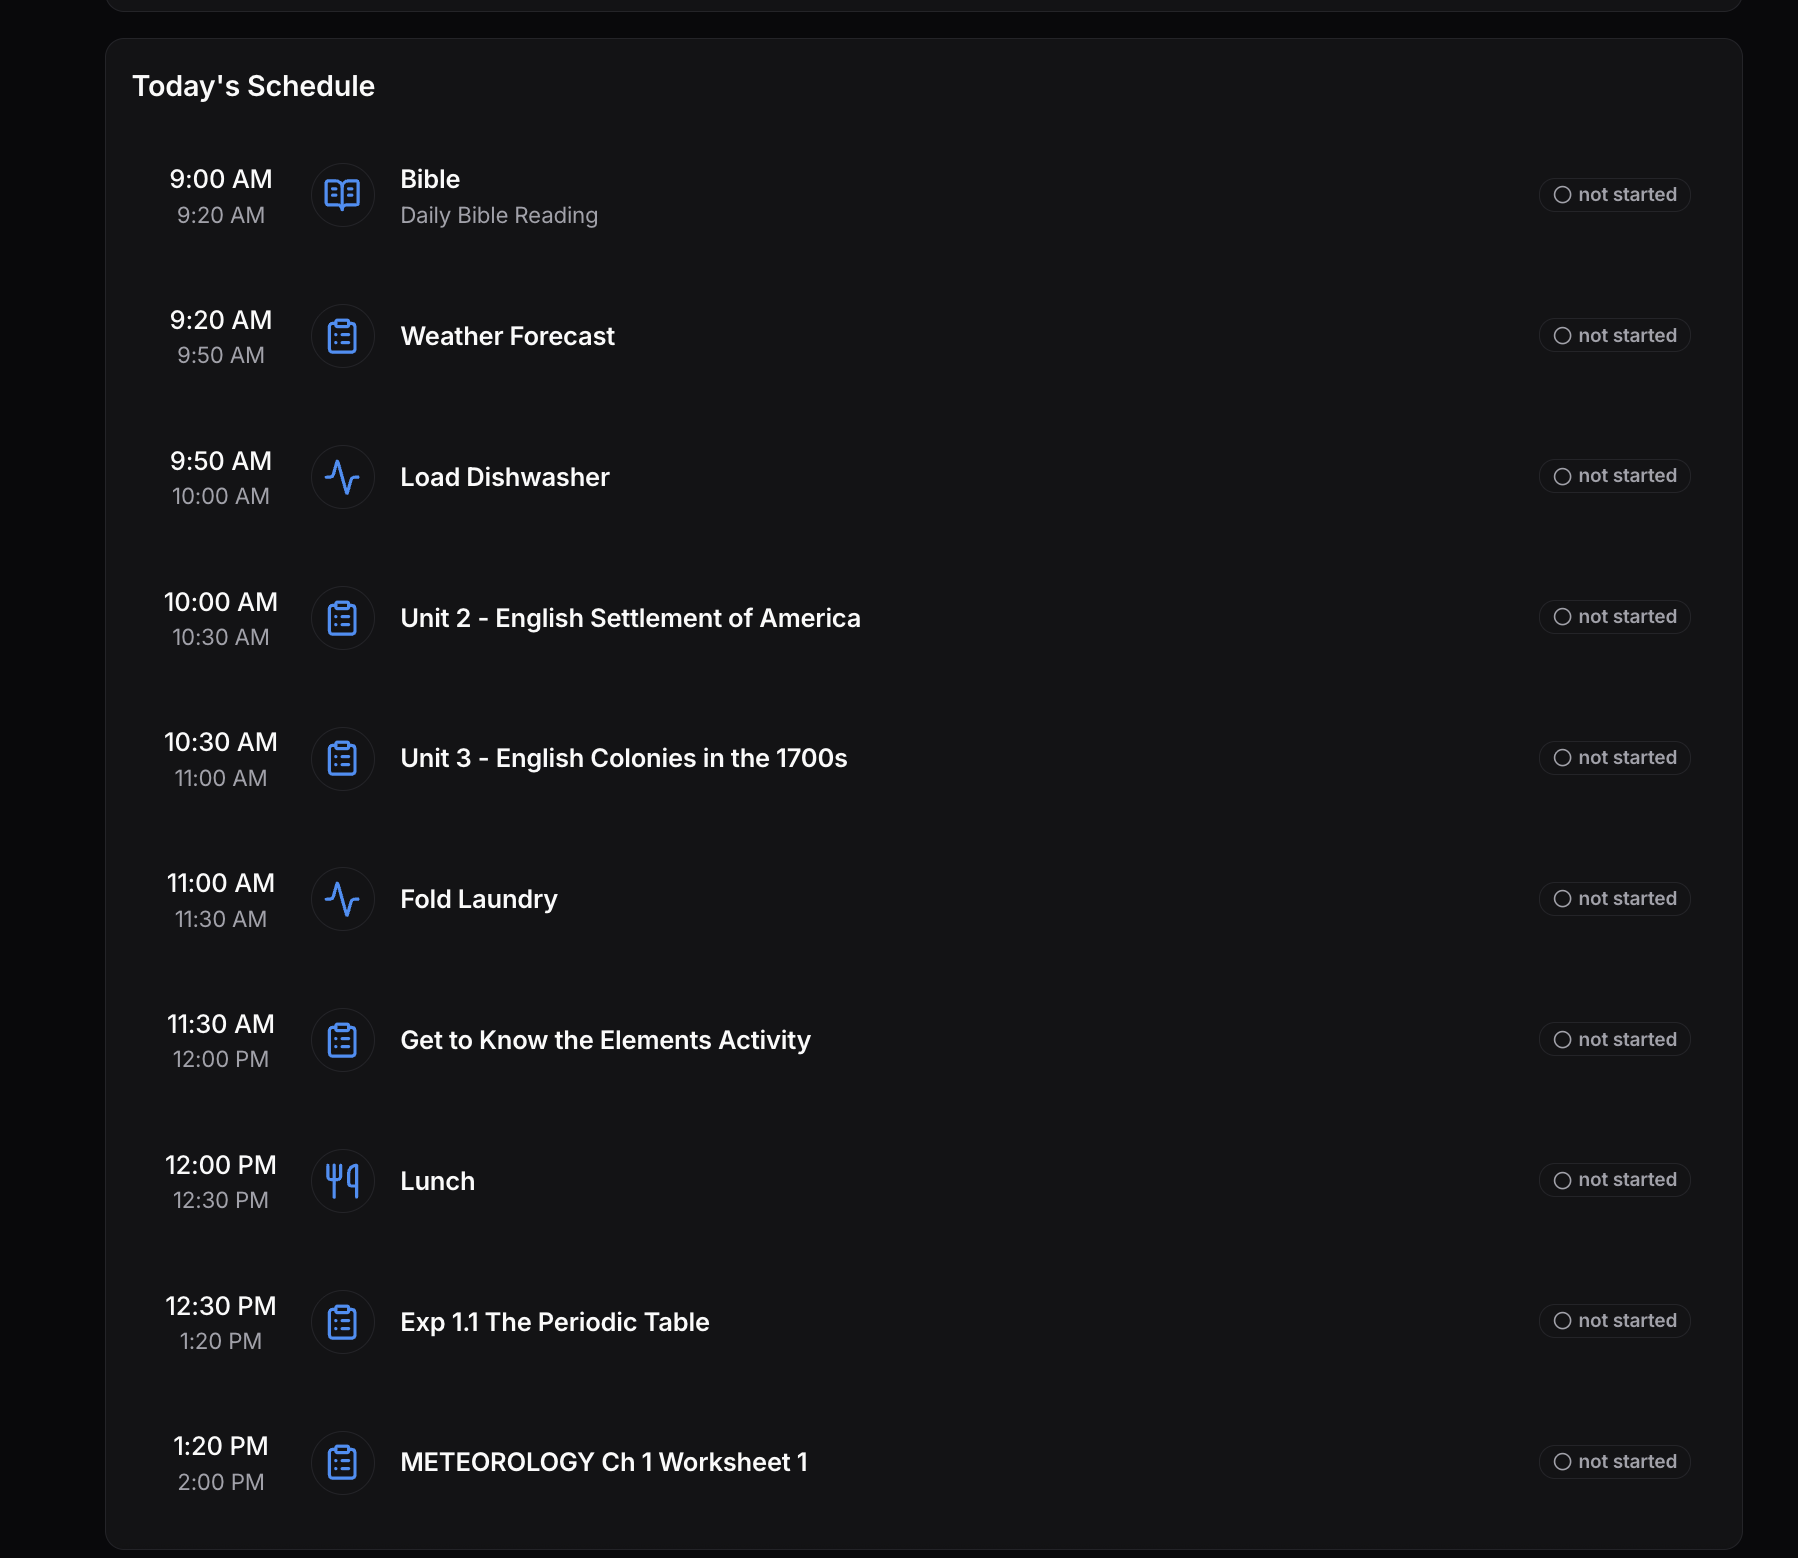 Today's Schedule
9:00 AM
9:20 AM
Bible
Daily Bible Reading
not started
9:20 AM
9:50 AM
Weather Forecast
not started
9:50 AM
10:00 AM
Load Dishwasher
not started
10:00 AM
10:30 AM
Unit 2 - English Settlement of America
not started
10:30 AM
11:00 AM
Unit 3 - English Colonies in the 1700s
not started
11:00 AM
11:30 AM
Fold Laundry
not started
11:30 AM
12:00 PM
Get to Know the Elements Activity
not started
12:00 PM
12:30 PM
Lunch
not started
12:30 PM
1:20 PM
Exp 1.1 The Periodic Table
not started
1:20 PM
2:00 PM
METEOROLOGY Ch 1 Worksheet 1
not started